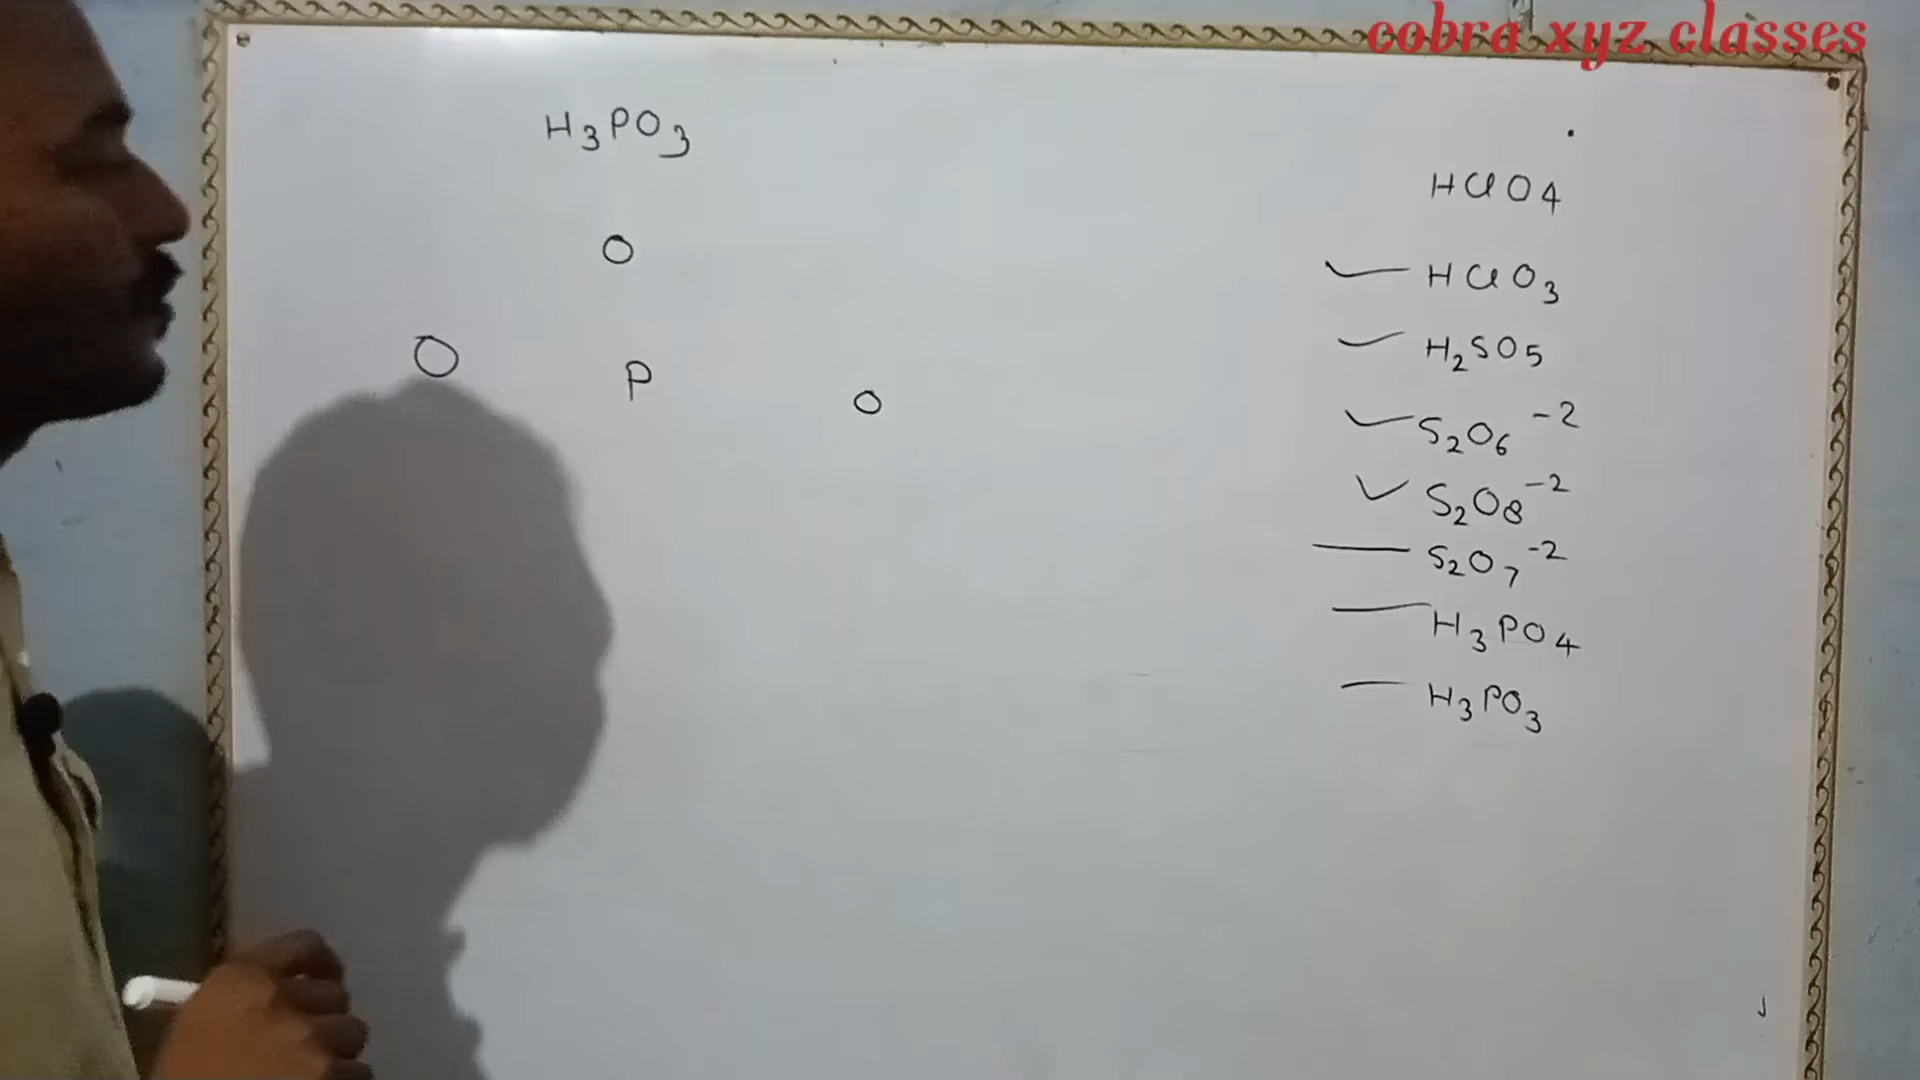 cobra xyz classes
H3PO3
O
O P O
HClO4
HClO3
H2SO5
S2O6 -2
S2O8 -2
S2O7 -2
H3PO4
H3PO3